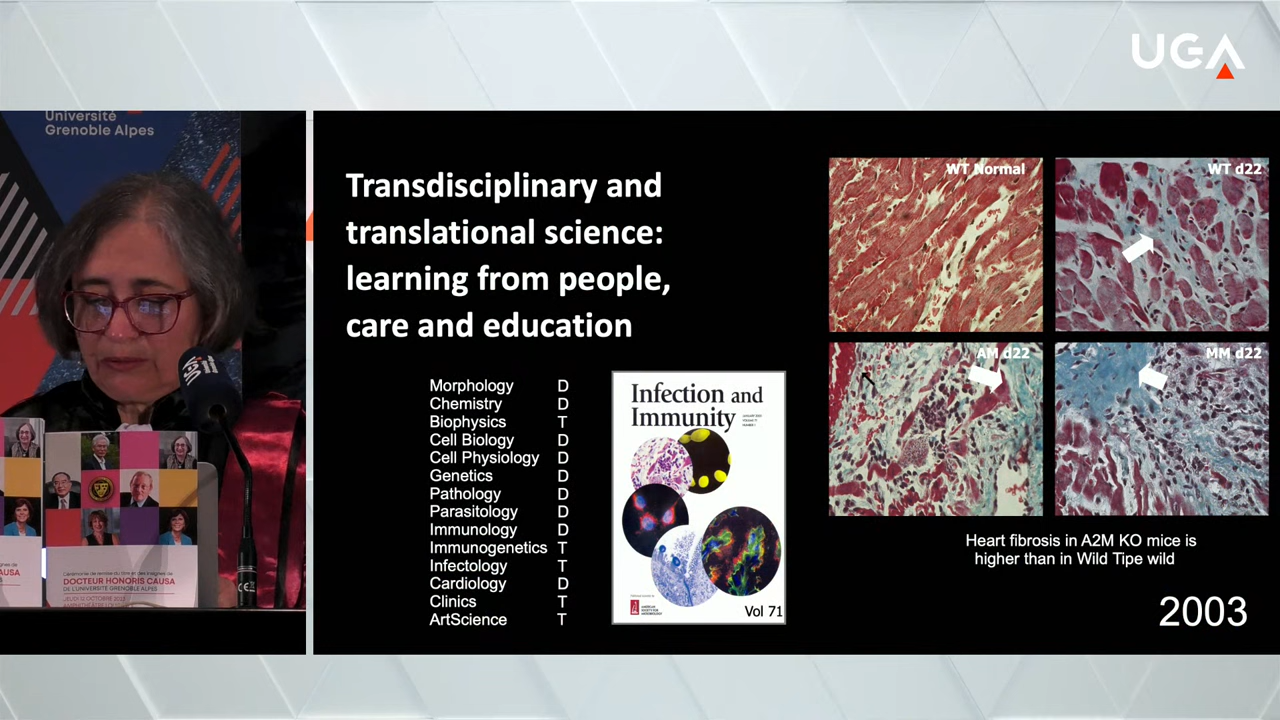 UGA
Université
Grenoble Alpes
Transdisciplinary and
translational science:
learning from people,
care and education
Morphology D
Chemistry D
Biophysics T
Cell Biology D
Cell Physiology D
Genetics D
Pathology D
Parasitology D
Immunology D
Immunogenetics T
Infectology T
Cardiology D
Clinics T
ArtScience T
Infection and
Immunity
Vol 71
WT Normal
WT d22
AM d22
MM d22
Heart fibrosis in A2M KO mice is
higher than in Wild Tipe wild
2003
DOCTEUR HONORIS CAUSA
DE L'UNIVERSITÉ GRENOBLE ALPES
AUSA